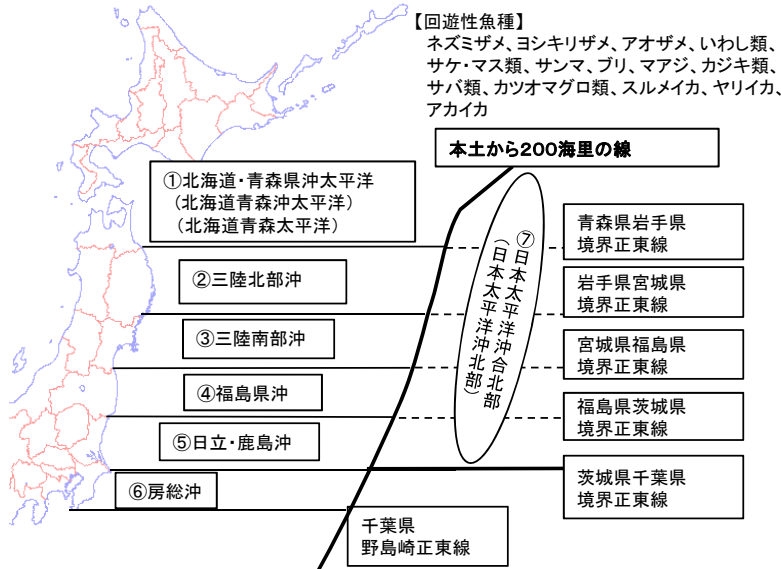 【回遊性魚種】
ネズミザメ、ヨシキリザメ、アオザメ、いわし類、
サケ・マス類、サンマ、ブリ、マアジ、カジキ類、
サバ類、カツオマグロ類、スルメイカ、ヤリイカ、
アカイカ
本土から200海里の線
①北海道・青森県沖太平洋
(北海道青森沖太平洋)
(北海道青森太平洋)
②三陸北部沖
③三陸南部沖
④福島県沖
⑤日立・鹿島沖
⑥房総沖
⑦日本太平洋沖合北部
(日本太平洋沖北部)
青森県岩手県
境界正東線
岩手県宮城県
境界正東線
宮城県福島県
境界正東線
福島県茨城県
境界正東線
茨城県千葉県
境界正東線
千葉県
野島崎正東線